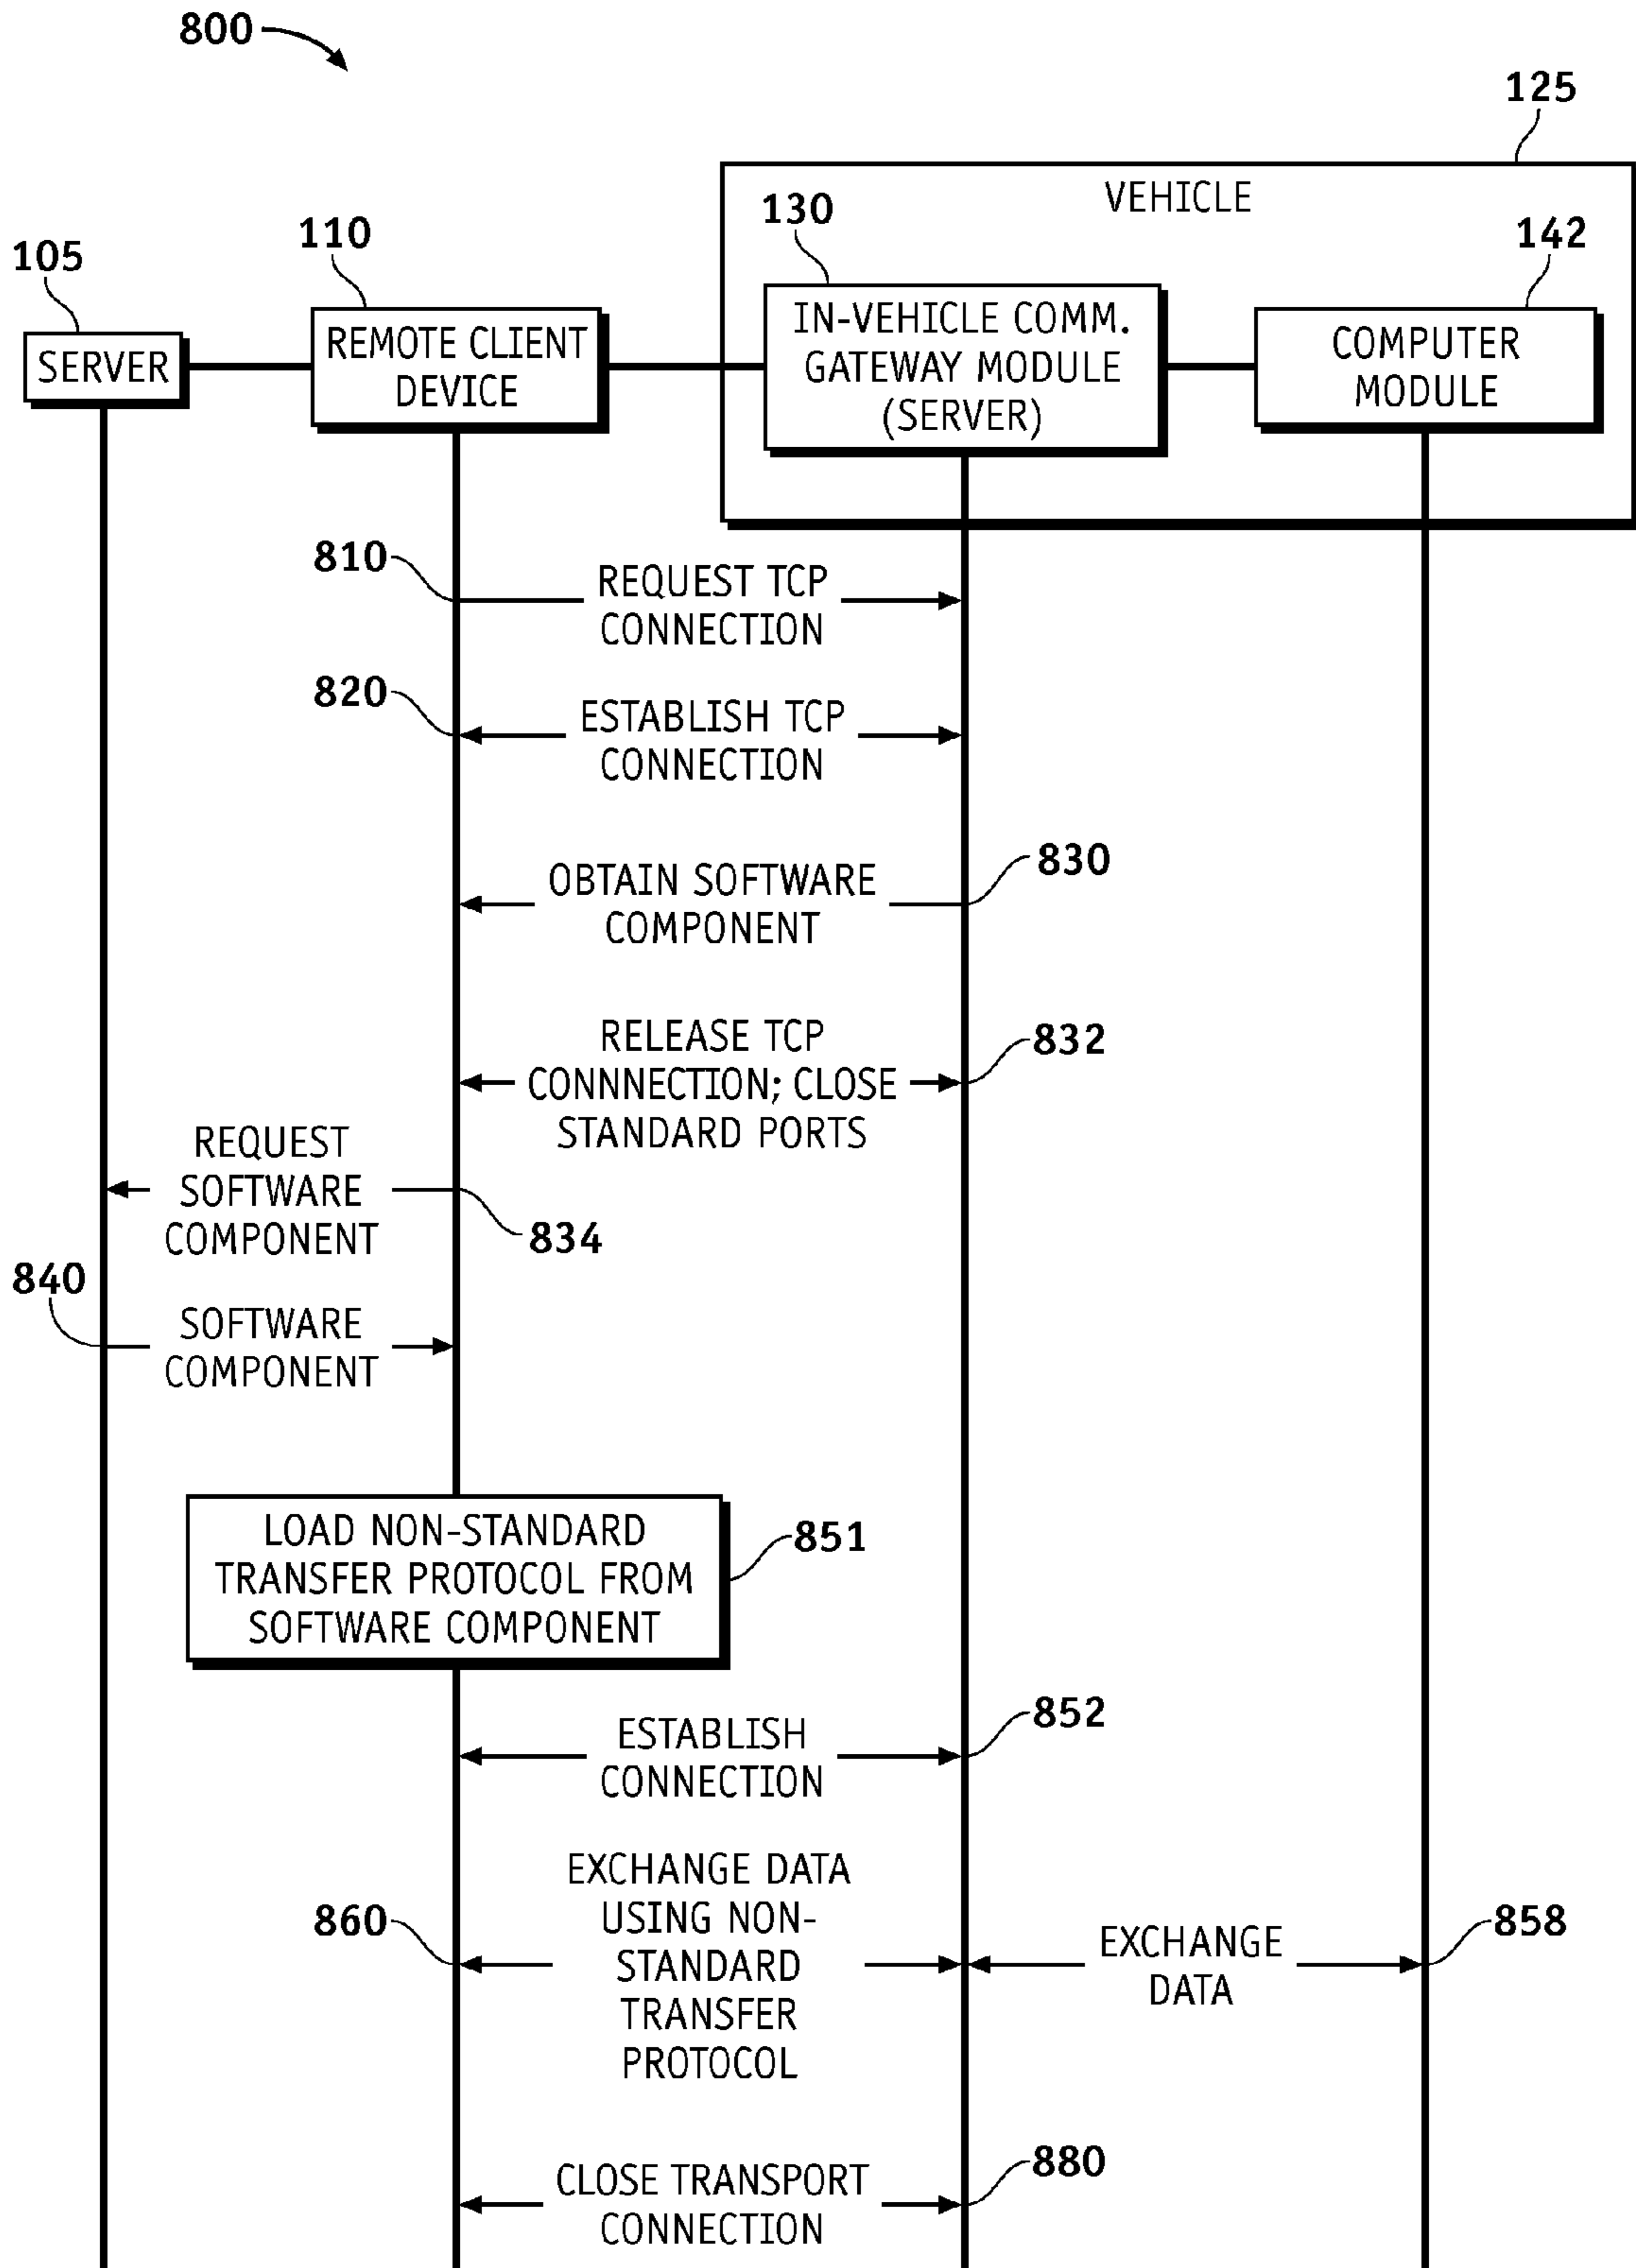 800
125
VEHICLE
130
142
110
105
IN-VEHICLE COMM.
GATEWAY MODULE
(SERVER)
REMOTE CLIENT
DEVICE
COMPUTER
MODULE
SERVER
810
REQUEST TCP
CONNECTION
820
ESTABLISH TCP
CONNECTION
830
OBTAIN SOFTWARE
COMPONENT
832
RELEASE TCP
CONNNECTION; CLOSE
STANDARD PORTS
REQUEST
SOFTWARE
COMPONENT
834
840
SOFTWARE
COMPONENT
LOAD NON-STANDARD
TRANSFER PROTOCOL FROM
SOFTWARE COMPONENT
851
852
ESTABLISH
CONNECTION
EXCHANGE DATA
USING NON-
STANDARD
TRANSFER
PROTOCOL
860
EXCHANGE
DATA
858
880
CLOSE TRANSPORT
CONNECTION